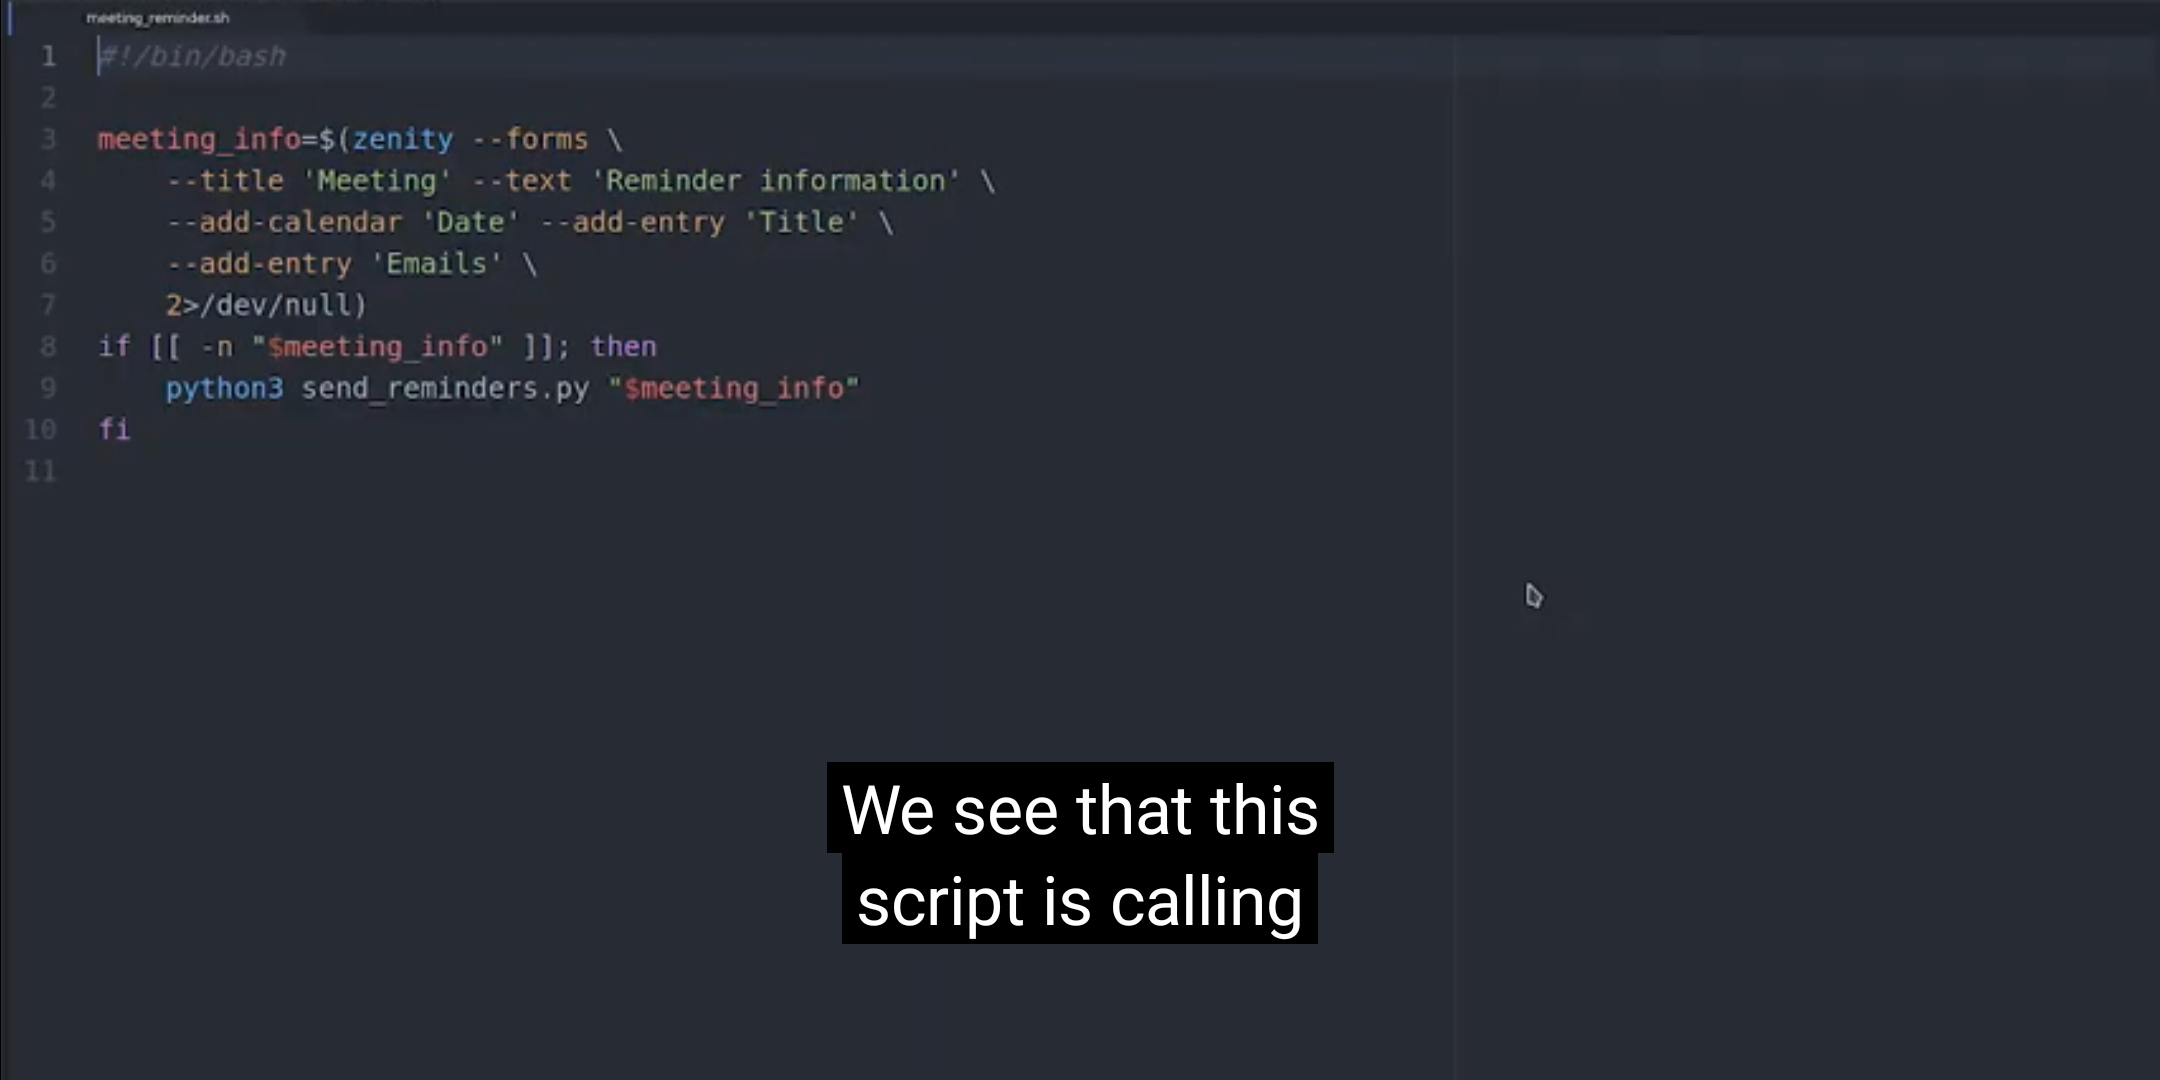 meeting_reminder.sh
1 #!/bin/bash
2
3 meeting_info=$(zenity --forms \
4     --title 'Meeting' --text 'Reminder information' \
5     --add-calendar 'Date' --add-entry 'Title' \
6     --add-entry 'Emails' \
7     2>/dev/null)
8 if [[ -n "$meeting_info" ]]; then
9     python3 send_reminders.py "$meeting_info"
10 fi
11
We see that this
script is calling